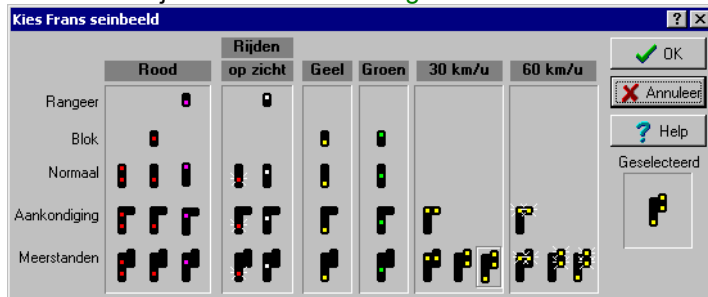 Kies Frans seinbeeld
Rijden
Rood op zicht Geel Groen 30 km/u 60 km/u
OK
Rangeer
Annuleer
Blok
Help
Normaal
Geselecteerd
Aankondiging
Meerstanden